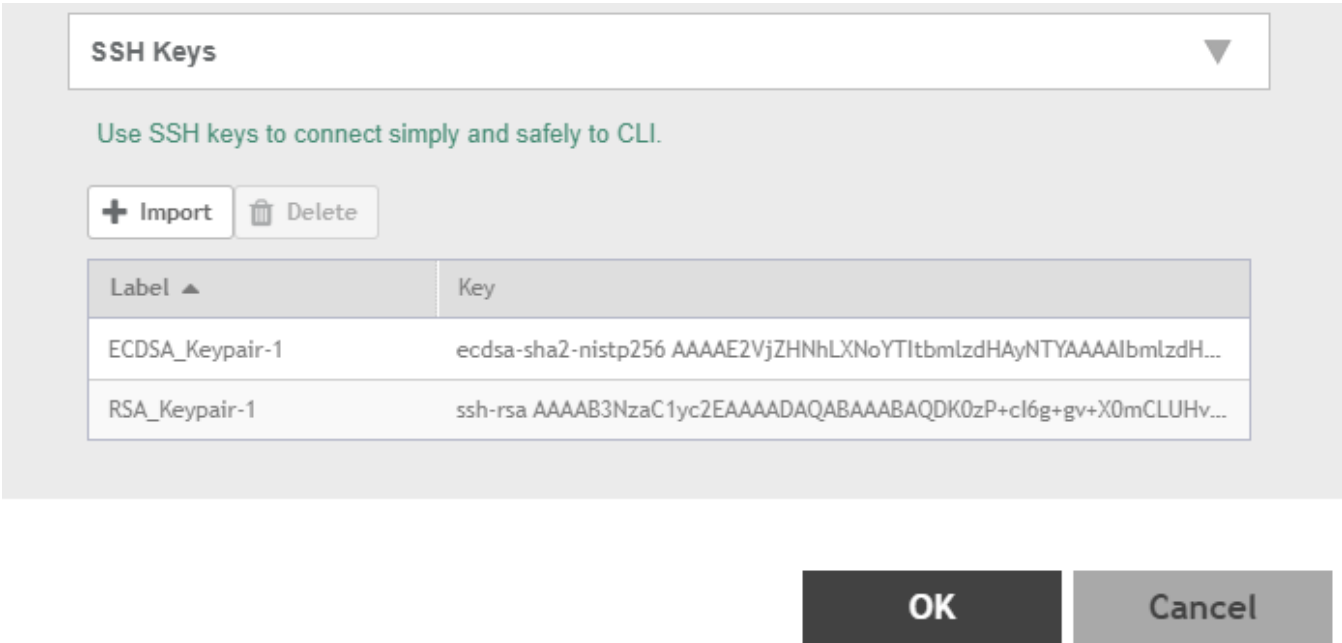 SSH Keys
Use SSH keys to connect simply and safely to CLI.
Import Delete
Label Key
ECDSA_Keypair-1 ecdsa-sha2-nistp256 AAAAE2VjZHNhLXNoYTItbmlzdHAyNTYAAAAIbmlzdH...
RSA_Keypair-1 ssh-rsa AAAAB3NzaC1yc2EAAAADAQABAAABAQDK0zP+cI6g+gv+X0mCLUHv...
OK Cancel